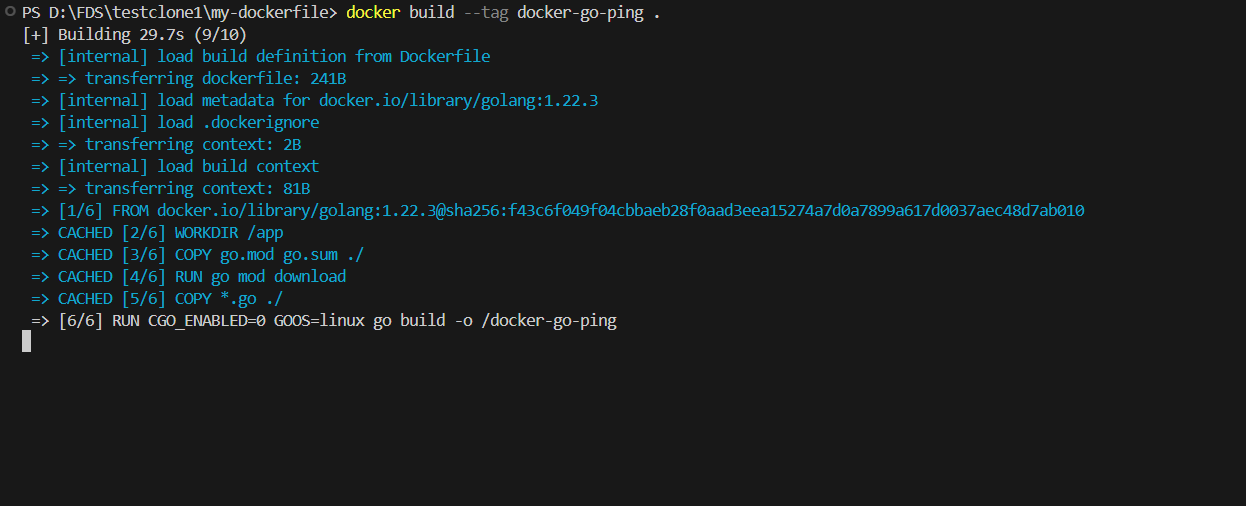 PS D:\FDS\testclone1\my-dockerfile> docker build --tag docker-go-ping .
[+] Building 29.7s (9/10)
=> [internal] load build definition from Dockerfile
=> => transferring dockerfile: 241B
=> [internal] load metadata for docker.io/library/golang:1.22.3
=> [internal] load .dockerignore
=> => transferring context: 2B
=> [internal] load build context
=> => transferring context: 81B
=> [1/6] FROM docker.io/library/golang:1.22.3@sha256:f43c6f049f04cbbaeb28f0aad3eea15274a7d0a7899a617d0037aec48d7ab010
=> CACHED [2/6] WORKDIR /app
=> CACHED [3/6] COPY go.mod go.sum ./
=> CACHED [4/6] RUN go mod download
=> CACHED [5/6] COPY *.go ./
=> [6/6] RUN CGO_ENABLED=0 GOOS=linux go build -o /docker-go-ping